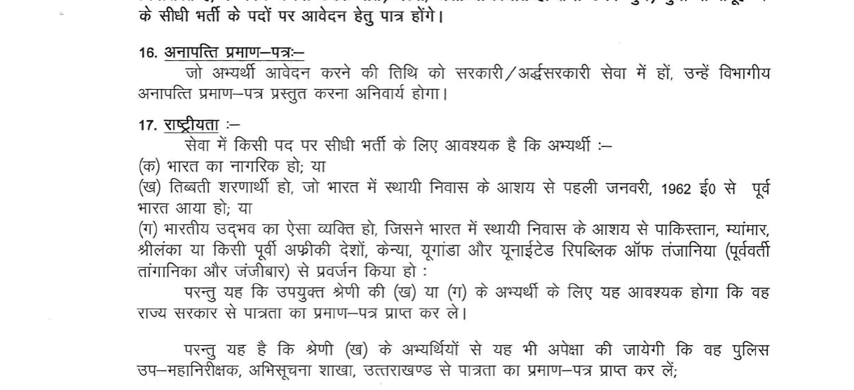 के सीधी भर्ती के पदों पर आवेदन हेतु पात्र होंगे।
16. अनापत्ति प्रमाण–पत्रः–
जो अभ्यर्थी आवेदन करने की तिथि को सरकारी/अर्द्धसरकारी सेवा में हों, उन्हें विभागीय
अनापत्ति प्रमाण–पत्र प्रस्तुत करना अनिवार्य होगा।
17. राष्ट्रीयता :–
सेवा में किसी पद पर सीधी भर्ती के लिए आवश्यक है कि अभ्यर्थी :–
(क) भारत का नागरिक हो; या
(ख) तिब्बती शरणार्थी हो, जो भारत में स्थायी निवास के आशय से पहली जनवरी, 1962 ई0 से पूर्व
भारत आया हो; या
(ग) भारतीय उद्भव का ऐसा व्यक्ति हो, जिसने भारत में स्थायी निवास के आशय से पाकिस्तान, म्यांमार,
श्रीलंका या किसी पूर्वी अफ्रीकी देशों, केन्या, यूगांडा और यूनाईटेड रिपब्लिक ऑफ तंजानिया (पूर्ववर्ती
तांगानिका और जंजीबार) से प्रवर्जन किया हो :
परन्तु यह कि उपयुक्त श्रेणी की (ख) या (ग) के अभ्यर्थी के लिए यह आवश्यक होगा कि वह
राज्य सरकार से पात्रता का प्रमाण–पत्र प्राप्त कर ले।
परन्तु यह है कि श्रेणी (ख) के अभ्यर्थियों से यह भी अपेक्षा की जायेगी कि वह पुलिस
उप–महानिरीक्षक, अभिसूचना शाखा, उत्तराखण्ड से पात्रता का प्रमाण–पत्र प्राप्त कर लें;